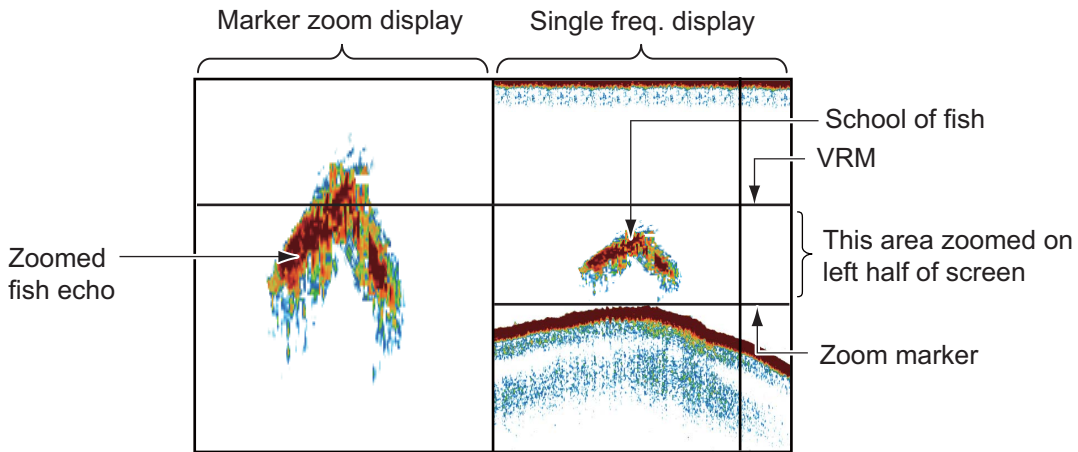 Marker zoom display
Single freq. display
School of fish
VRM
Zoomed
fish echo
This area zoomed on
left half of screen
Zoom marker